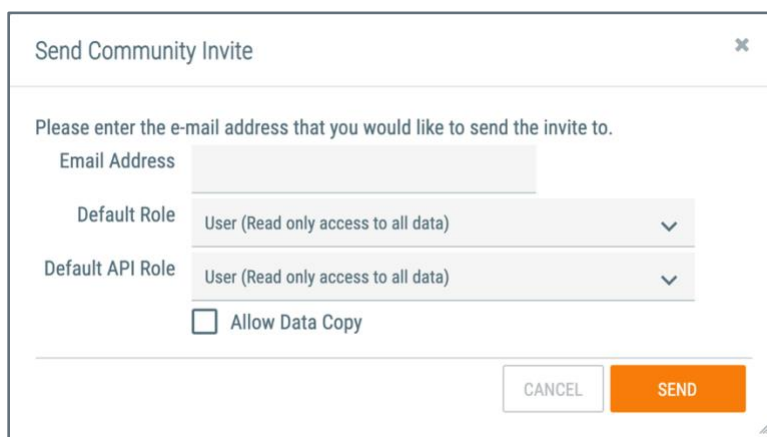 Send Community Invite
Please enter the e-mail address that you would like to send the invite to.
Email Address
Default Role
User (Read only access to all data)
Default API Role
User (Read only access to all data)
Allow Data Copy
CANCEL
SEND